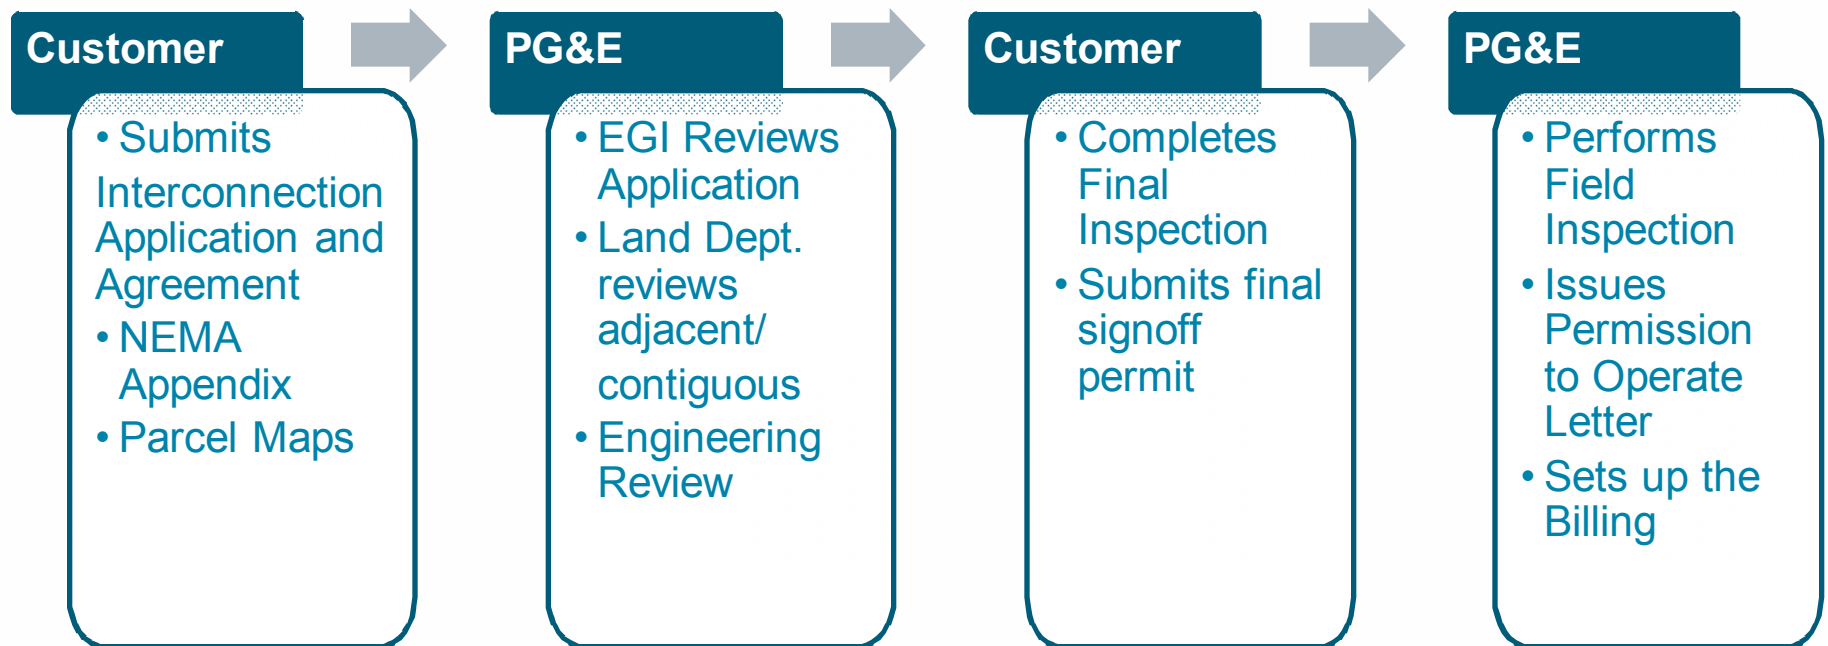 Customer
• Submits
Interconnection
Application and
Agreement
• NEMA
Appendix
• Parcel Maps
PG&E
• EGI Reviews
Application
• Land Dept.
reviews
adjacent/
contiguous
• Engineering
Review
Customer
• Completes
Final
Inspection
• Submits final
signoff
permit
PG&E
• Performs
Field
Inspection
• Issues
Permission
to Operate
Letter
• Sets up the
Billing